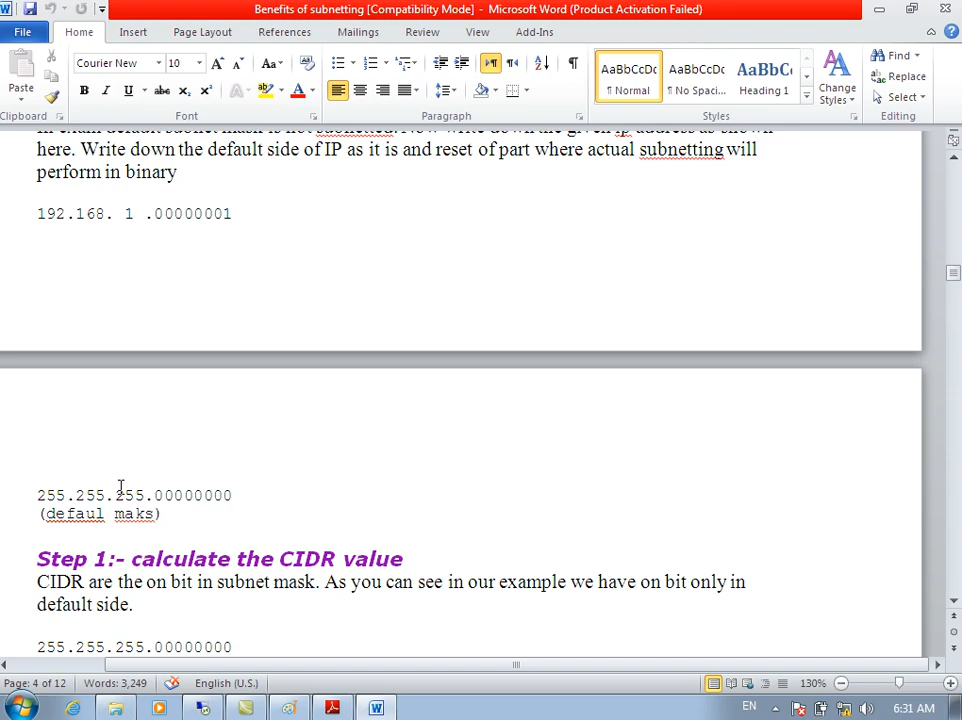 Benefits of subnetting [Compatibility Mode] - Microsoft Word (Product Activation Failed)
File Home Insert Page Layout References Mailings Review View Add-Ins
Courier New 10 Aa
Paste
B I U abc X₂ X² A A
AaBbCcDc AaBbCcDc AaBbC
¶ Normal ¶ No Spaci... Heading 1
Change Styles
Find
Replace
Select
Clipboard Font Paragraph Styles Editing
in exam default subnet mask is not subnetted. Now write down the given ip address as shown
here. Write down the default side of IP as it is and reset of part where actual subnetting will
perform in binary
192.168. 1 .00000001
255.255.255.00000000
(defaul maks)
Step 1:- calculate the CIDR value
CIDR are the on bit in subnet mask. As you can see in our example we have on bit only in
default side.
255.255.255.00000000
Page: 4 of 12 Words: 3,249 English (U.S.) 130%
EN 6:31 AM